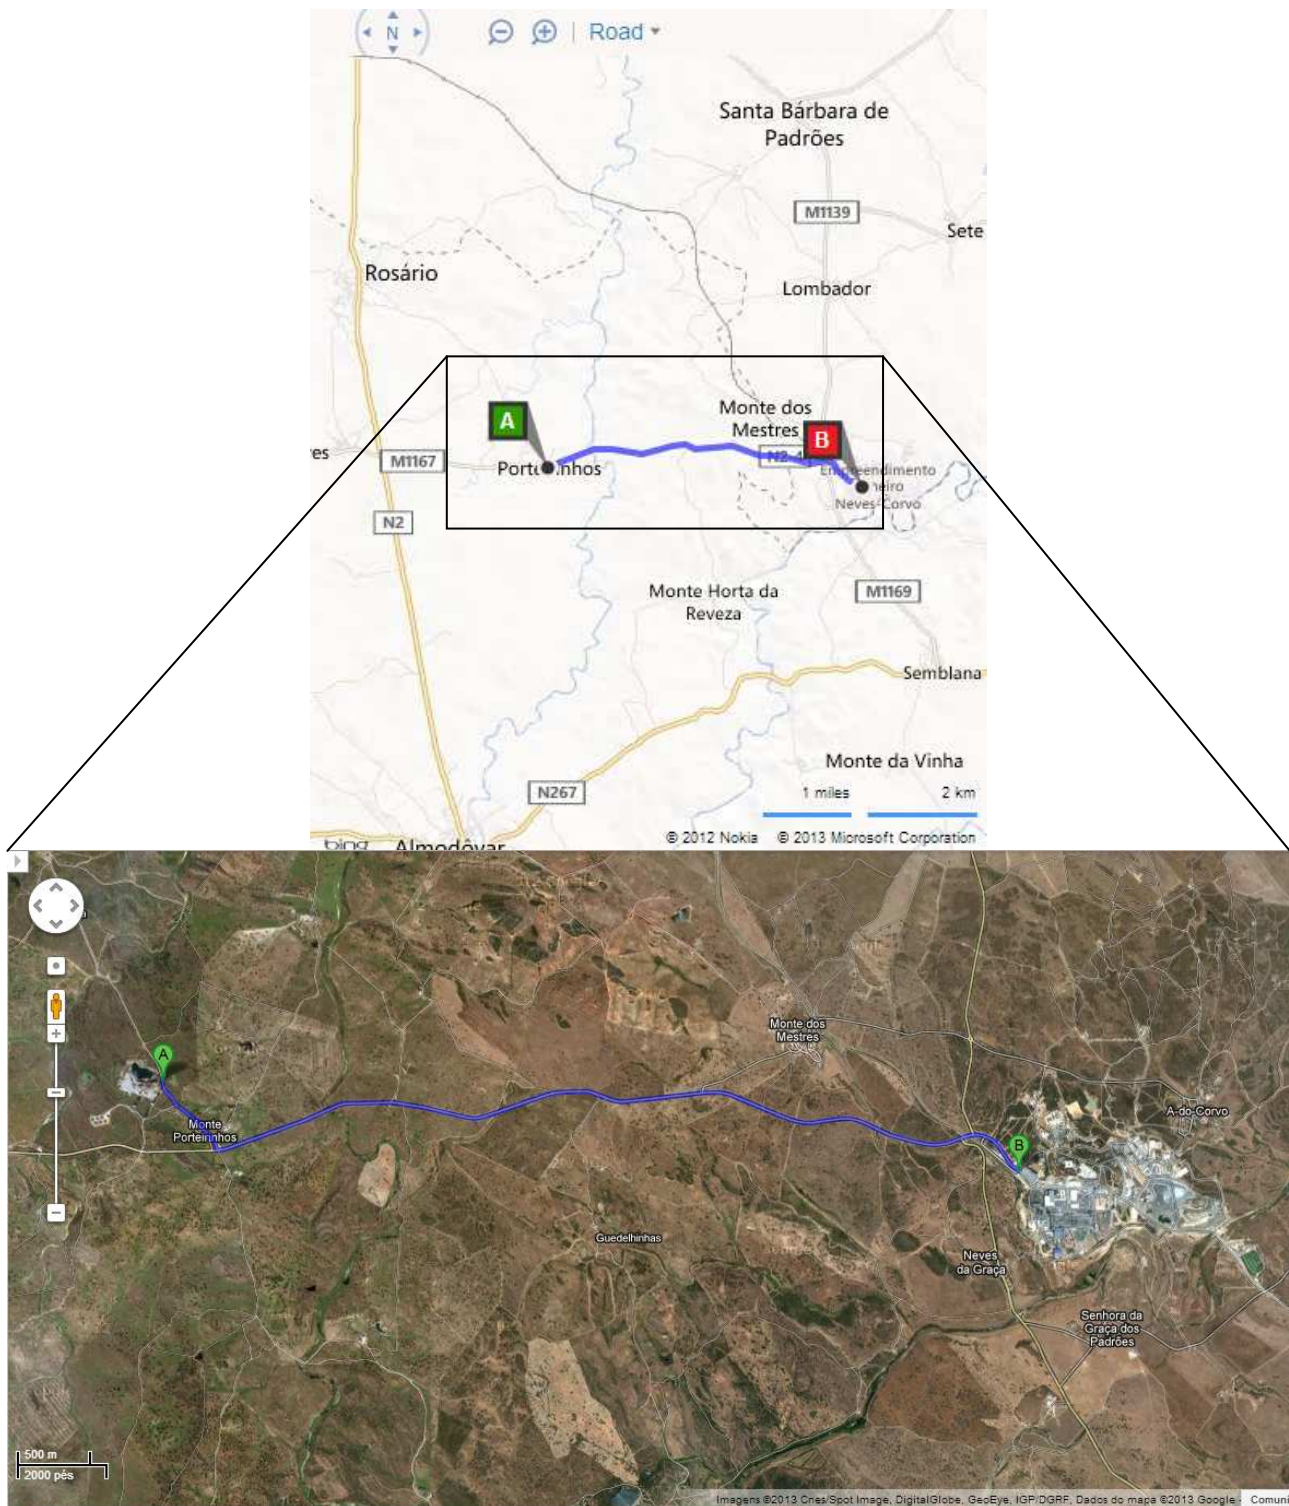 N
Road
Santa Bárbara de
Padrões
M1139
Sete
Rosário
Lombador
A
Monte dos
Mestres
B
M1167
N2
Monte Horta da
Reveza
M1169
Semblana
Monte da Vinha
N267
1 miles
2 km
bing
Almodôvar
© 2012 Nokia © 2013 Microsoft Corporation
Monte dos
Mestres
A
A-do-Corvo
Monte
Porteirinhos
B
Guedelhinhas
Neves
da Graça
Senhora da
Graça dos
Padrões
500 m
2000 pés
Imagens ©2013 Cnes/Spot Image, DigitalGlobe, GeoEye, IGP/DGRF, Dados do mapa ©2013 Google -